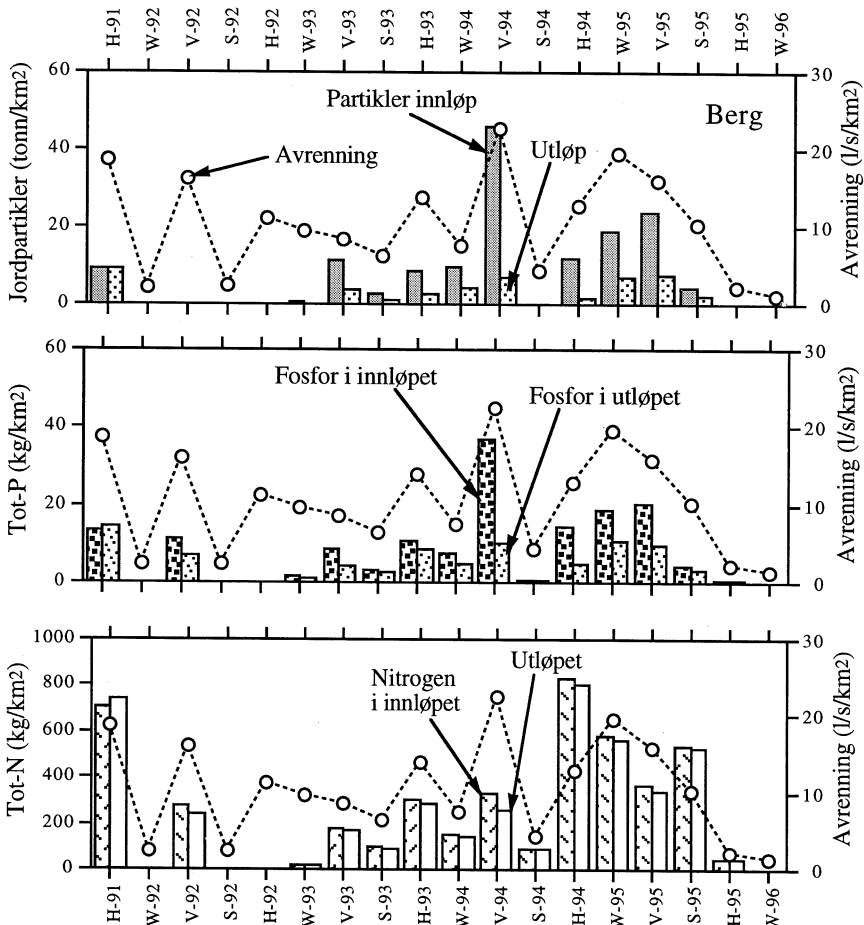 H-91 W-92 V-92 S-92 H-92 W-93 V-93 S-93 H-93 W-94 V-94 S-94 H-94 W-95 V-95 S-95 H-95 W-96
Jordpartikler (tonn/km2)
60
40
20
0
Partikler innløp
Berg
Avrenning
Utløp
30
20
10
0
Avrenning (l/s/km2)
Tot-P (kg/km2)
60
40
20
0
Fosfor i innløpet
Fosfor i utløpet
30
20
10
0
Avrenning (l/s/km2)
Tot-N (kg/km2)
1000
800
600
400
200
0
Utløpet
Nitrogen
i innløpet
30
20
10
0
Avrenning (l/s/km2)
H-91 W-92 V-92 S-92 H-92 W-93 V-93 S-93 H-93 W-94 V-94 S-94 H-94 W-95 V-95 S-95 H-95 W-96